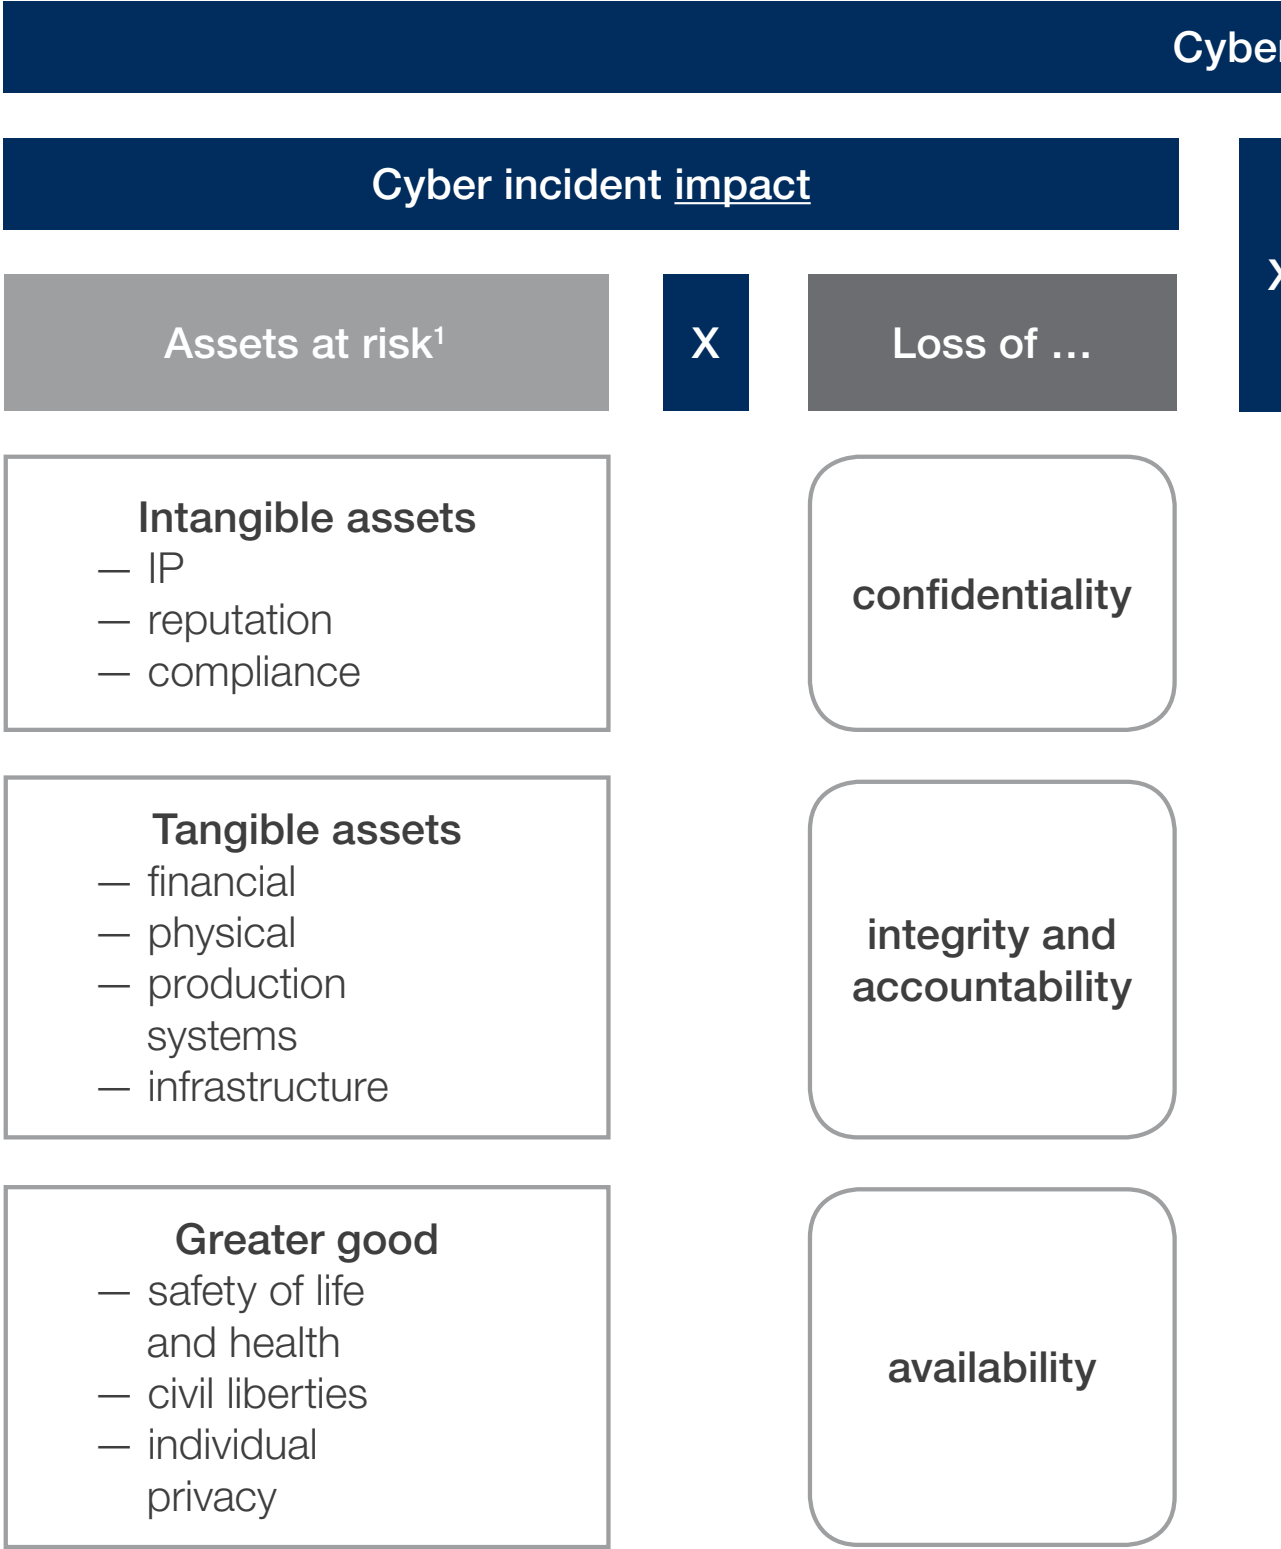 Cyber
Cyber incident impact
X
Assets at risk¹
X
Loss of …
Intangible assets
— IP
— reputation
— compliance
confidentiality
Tangible assets
— financial
— physical
— production
systems
— infrastructure
integrity and
accountability
Greater good
— safety of life
and health
— civil liberties
— individual
privacy
availability